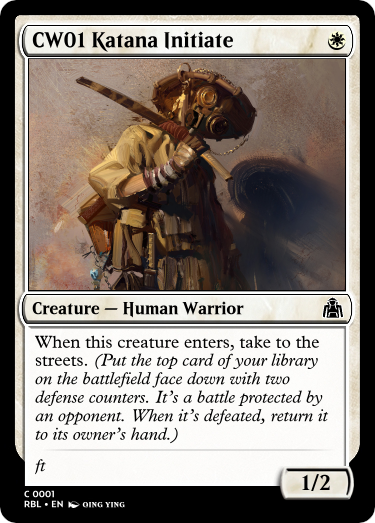 CW01 Katana Initiate
Creature — Human Warrior
When this creature enters, take to the
streets. (Put the top card of your library
on the battlefield face down with two
defense counters. It's a battle protected by
an opponent. When it's defeated, return it
to its owner's hand.)
ft
1/2
C 0001
RBL • EN OING YING